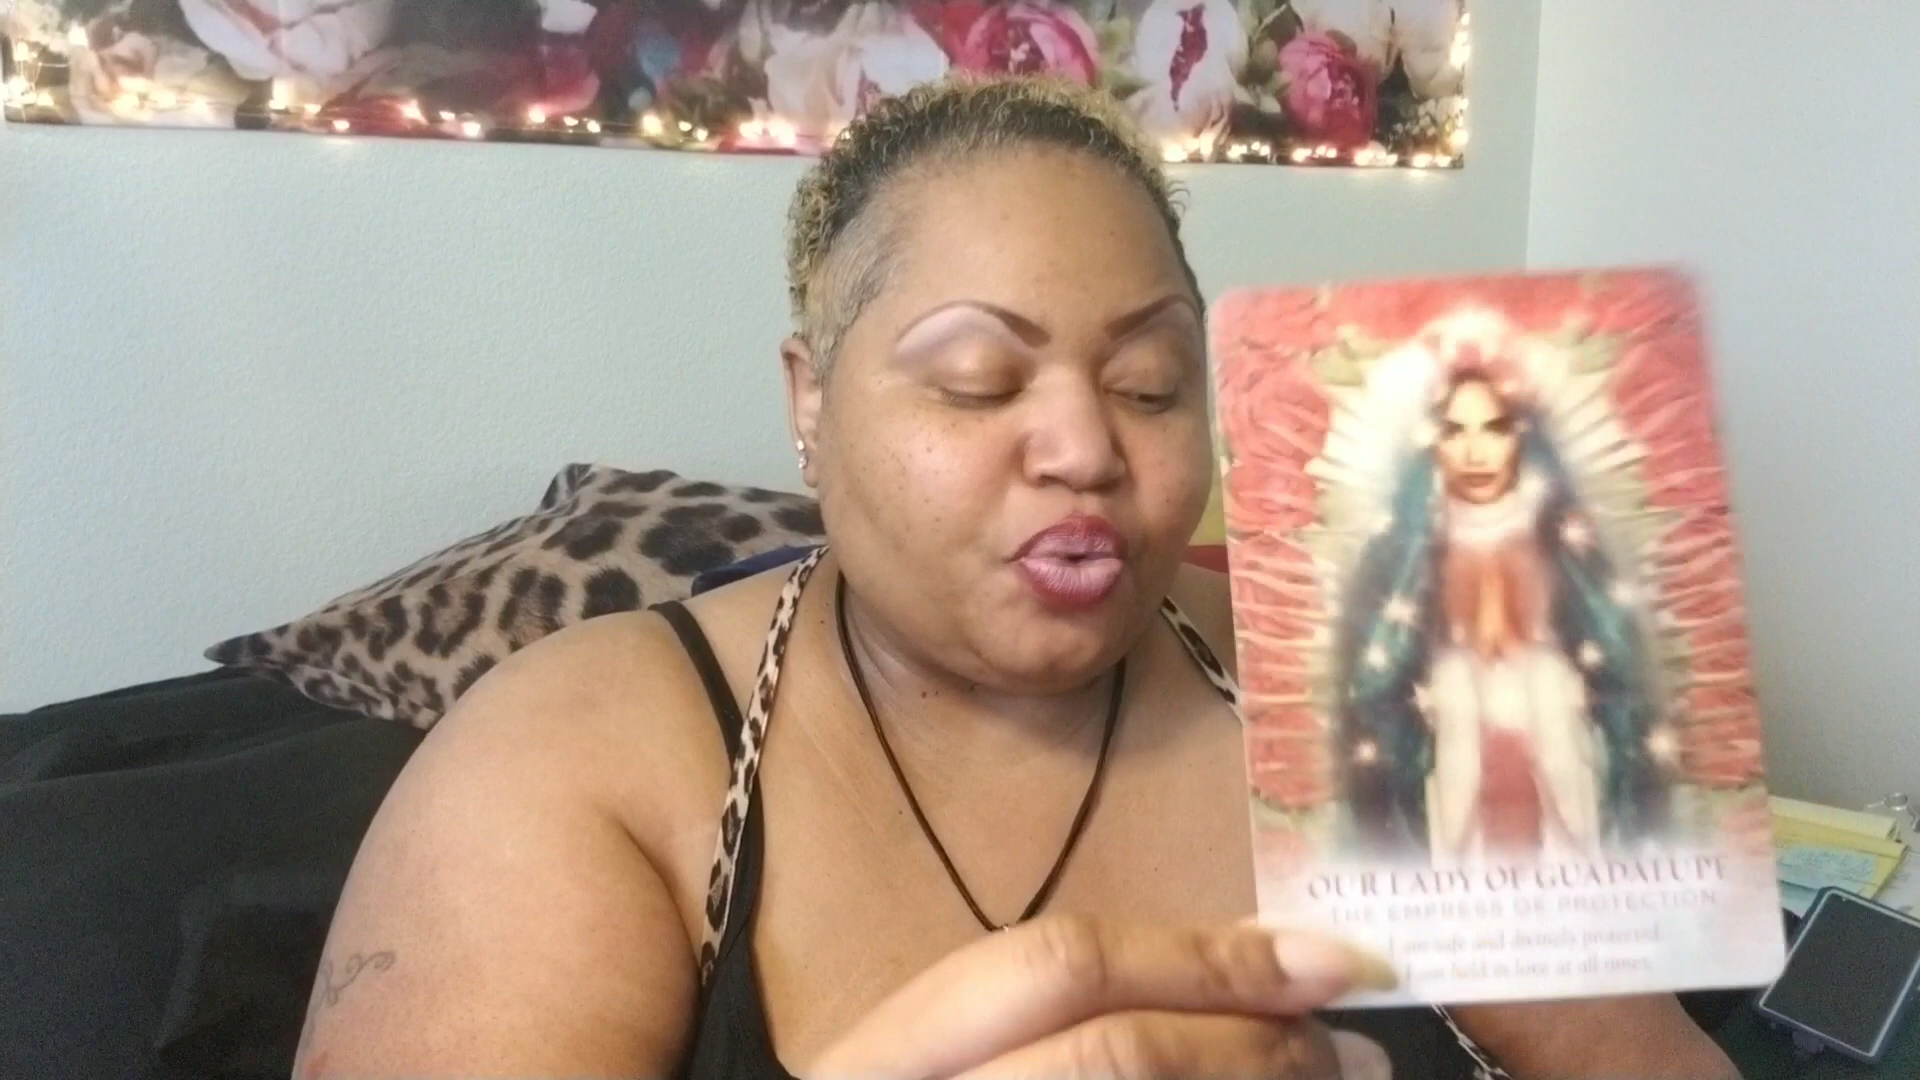 OUR LADY OF GUADALUPE
THE EMPRESS OF PROTECTION
I am safe and divinely protected.
I am held in love at all times.